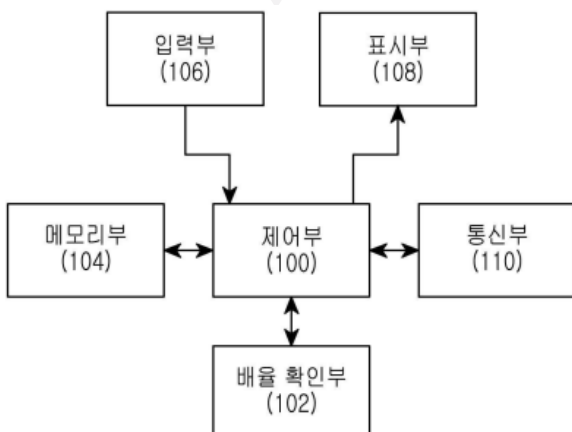 입력부
(106)
표시부
(108)
메모리부
(104)
제어부
(100)
통신부
(110)
배율 확인부
(102)